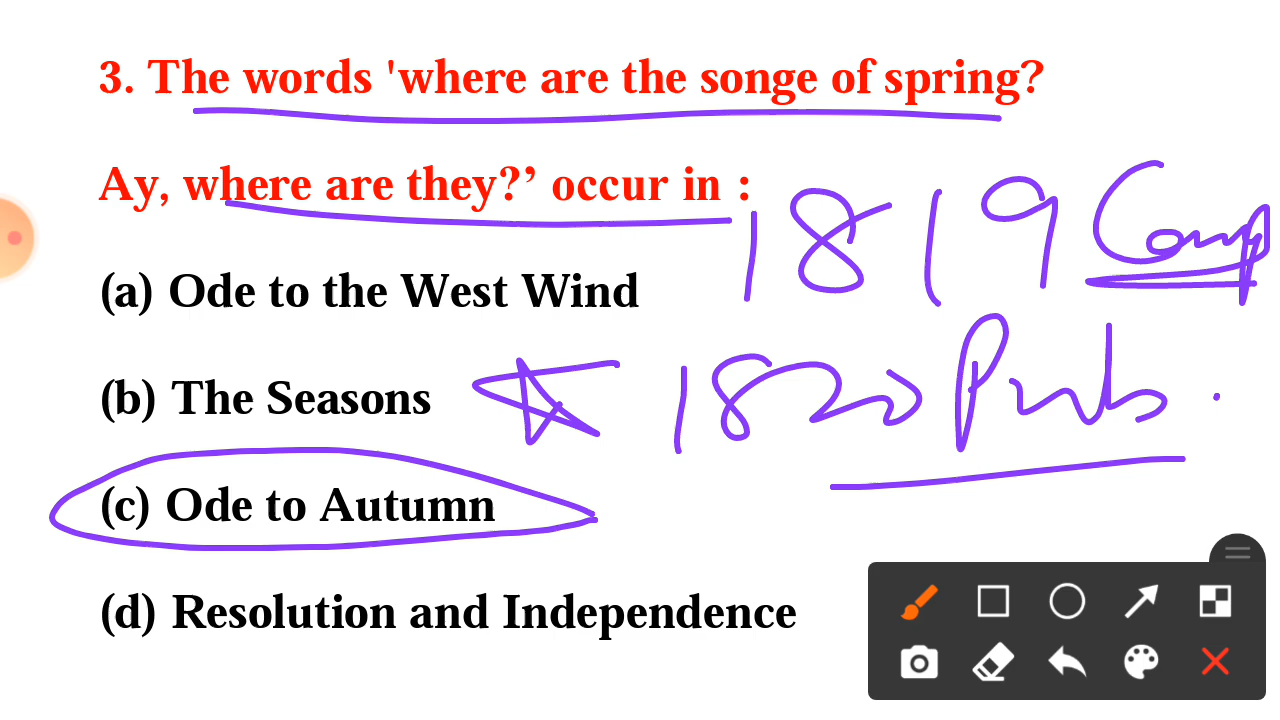 3. The words 'where are the songe of spring?
Ay, where are they?’ occur in :
1819 Comp
(a) Ode to the West Wind
(b) The Seasons
1820 Pub.
(c) Ode to Autumn
(d) Resolution and Independence